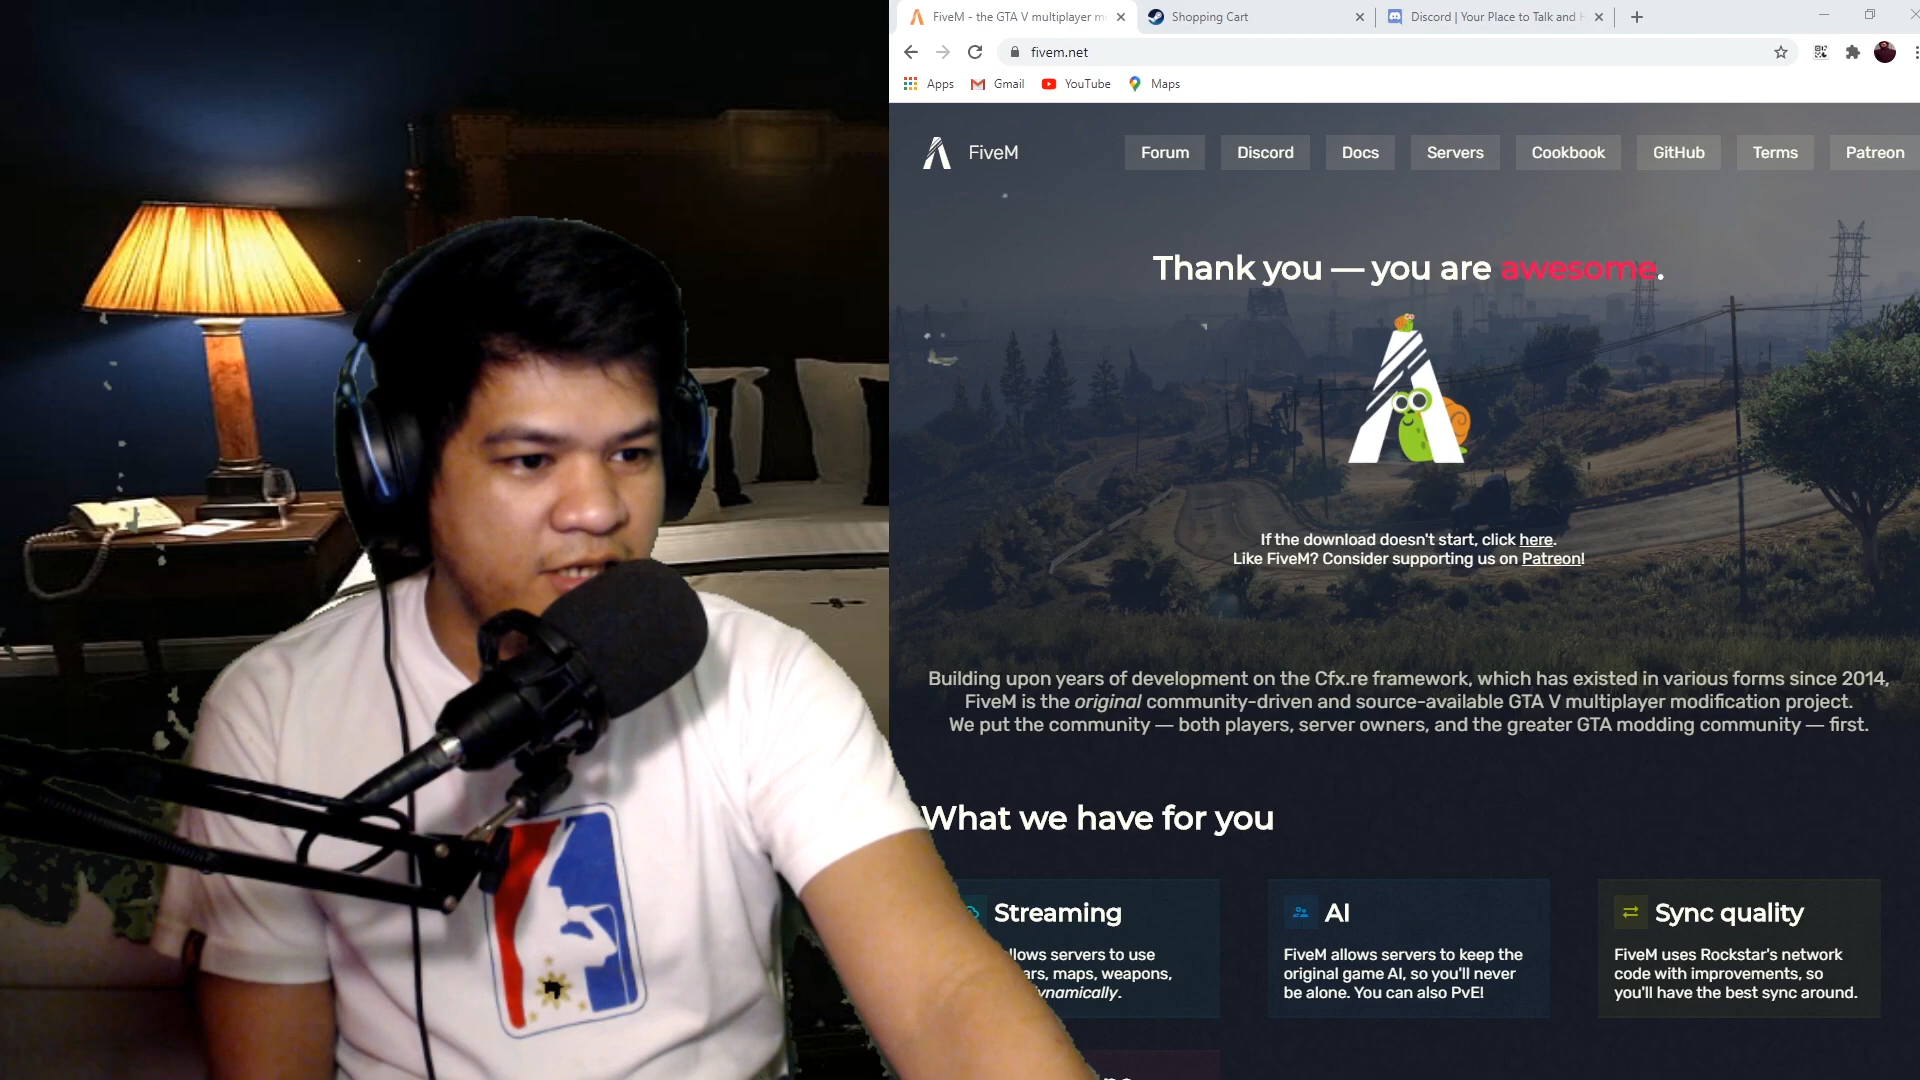 FiveM - the GTA V multiplayer m
Shopping Cart
Discord | Your Place to Talk and H
fivem.net
Apps
Gmail
YouTube
Maps
FiveM
Forum
Discord
Docs
Servers
Cookbook
GitHub
Terms
Patreon
Thank you — you are awesome.
If the download doesn't start, click here.
Like FiveM? Consider supporting us on Patreon!
Building upon years of development on the Cfx.re framework, which has existed in various forms since 2014,
FiveM is the original community-driven and source-available GTA V multiplayer modification project.
We put the community — both players, server owners, and the greater GTA modding community — first.
What we have for you
Streaming
llows servers to use
ars, maps, weapons,
ynamically.
AI
FiveM allows servers to keep the
original game AI, so you'll never
be alone. You can also PvE!
Sync quality
FiveM uses Rockstar's network
code with improvements, so
you'll have the best sync around.